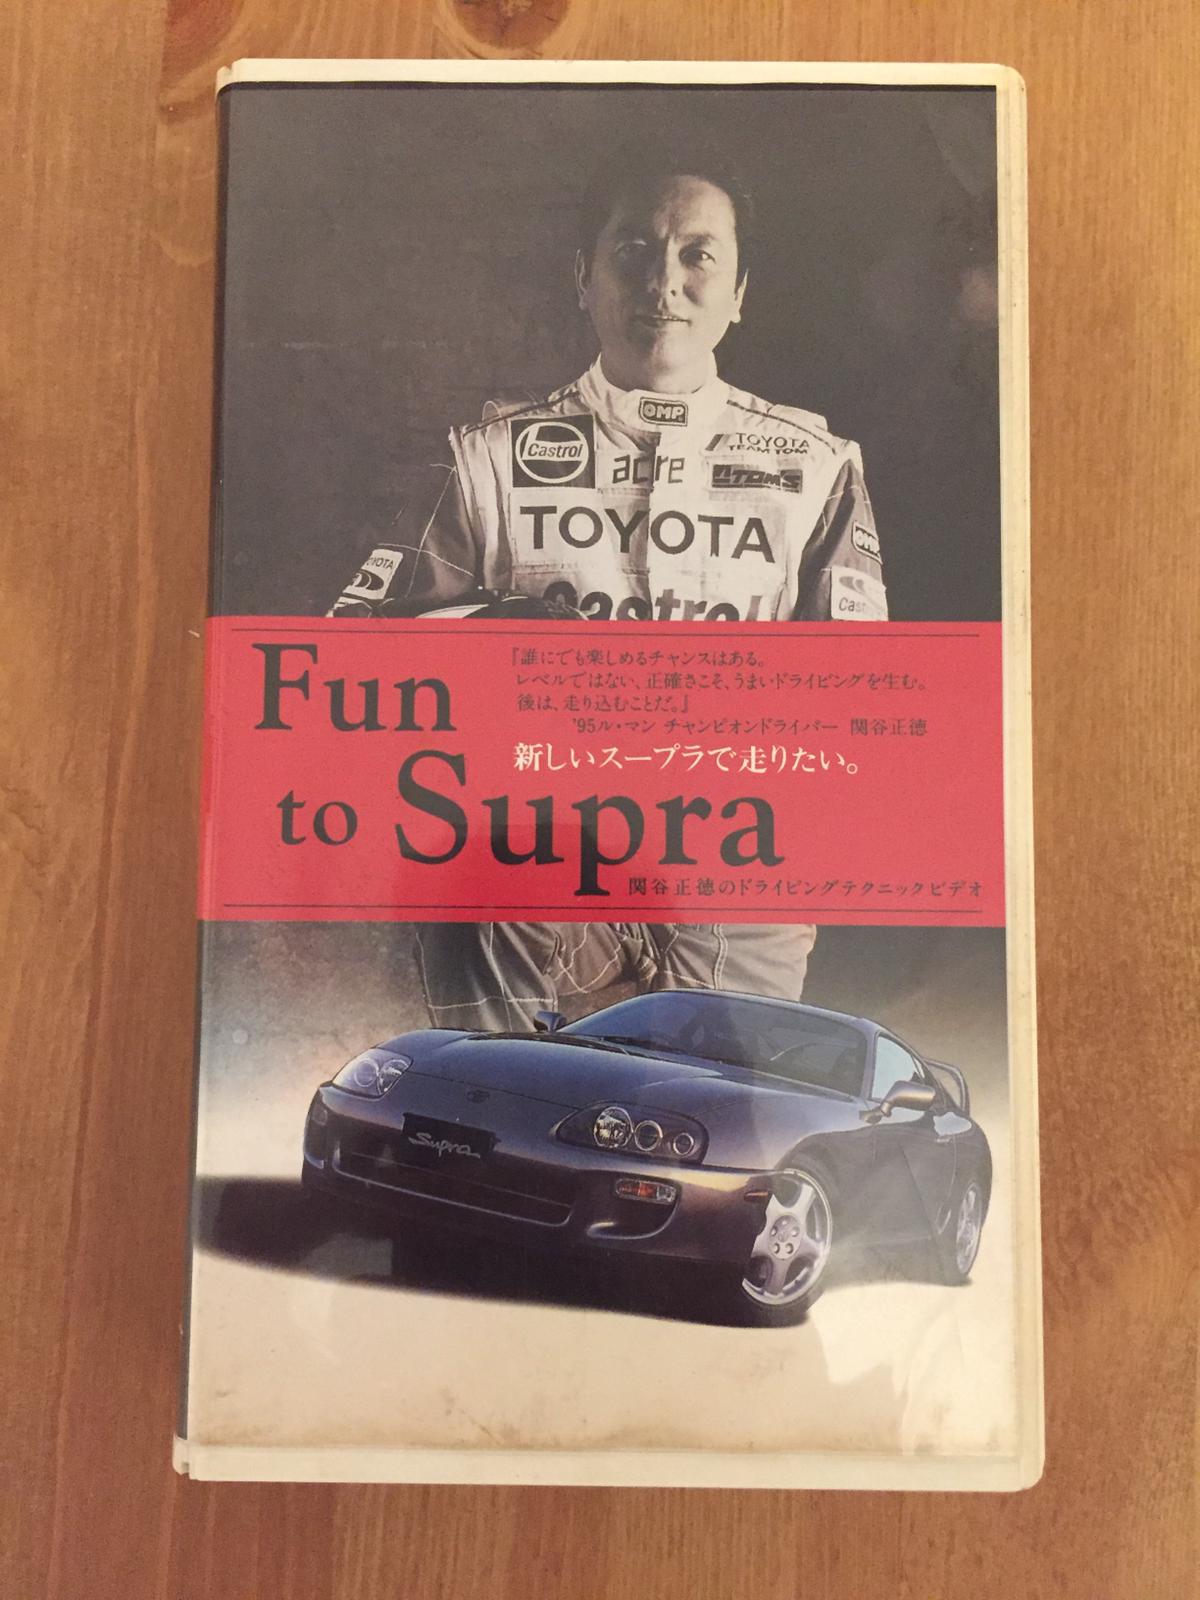 OMP
Castrol
acre
TOYOTA
TEAM TOM
TOM'S
TOYOTA
OMP
TOYOTA
Cast
Castrol
Fun
to Supra
『誰にでも楽しめるチャンスはある。
レベルではない、正確さこそ、うまいドライビングを生む。
後は、走り込むことだ。』
'95ル・マン チャンピオンドライバー 関谷正徳
新しいスープラで走りたい。
関谷正徳のドライビングテクニックビデオ
Supra